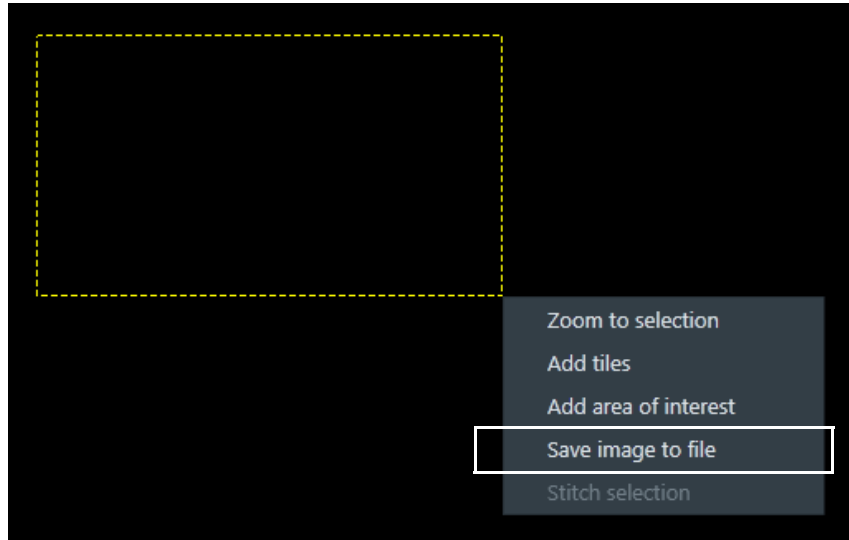 Zoom to selection
Add tiles
Add area of interest
Save image to file
Stitch selection